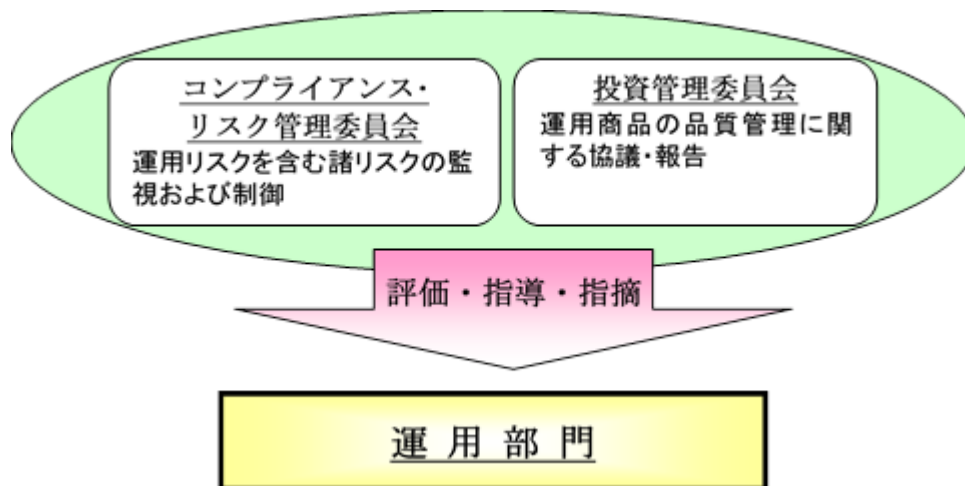 コンプライアンス・
リスク管理委員会
運用リスクを含む諸リスクの監
視および制御
投資管理委員会
運用商品の品質管理に関
する協議・報告
評価・指導・指摘
運用部門